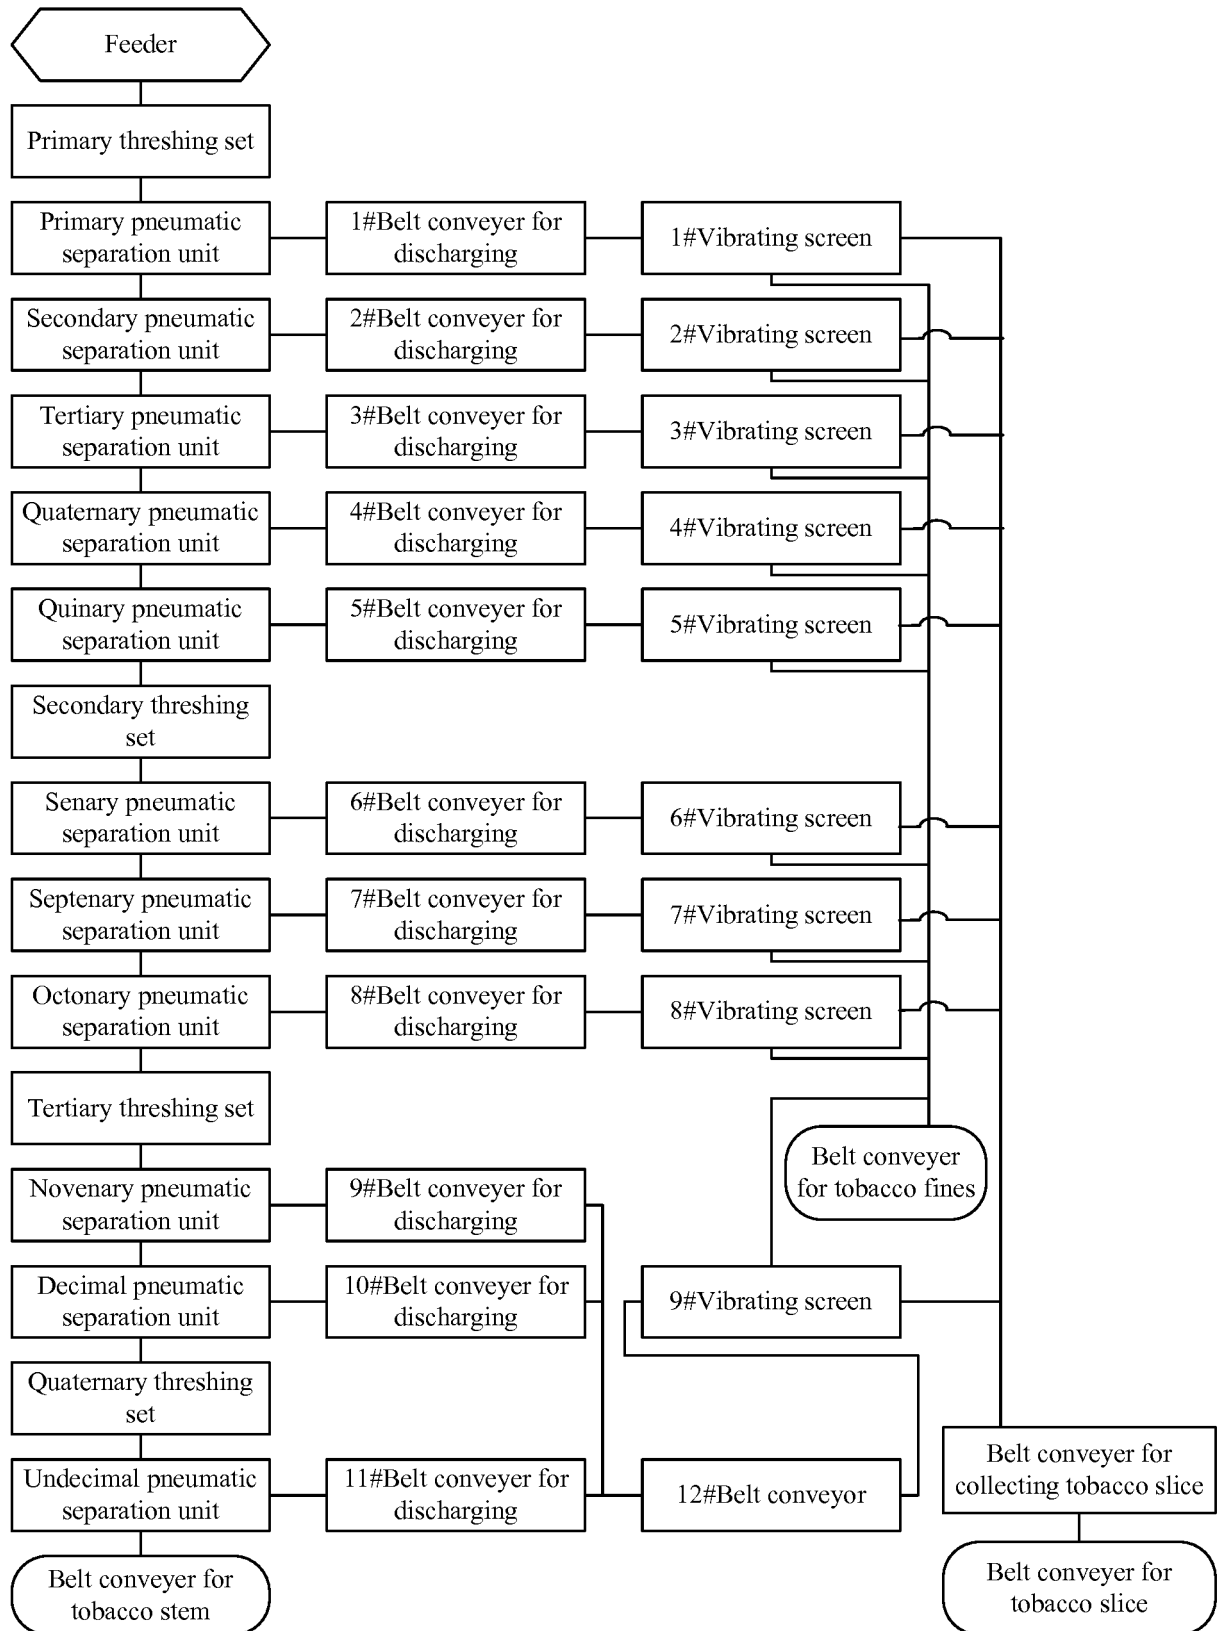 Feeder
Primary threshing set
Primary pneumatic
separation unit
1#Belt conveyer for
discharging
1#Vibrating screen
Secondary pneumatic
separation unit
2#Belt conveyer for
discharging
2#Vibrating screen
Tertiary pneumatic
separation unit
3#Belt conveyer for
discharging
3#Vibrating screen
Quaternary pneumatic
separation unit
4#Belt conveyer for
discharging
4#Vibrating screen
Quinary pneumatic
separation unit
5#Belt conveyer for
discharging
5#Vibrating screen
Secondary threshing
set
Senary pneumatic
separation unit
6#Belt conveyer for
discharging
6#Vibrating screen
Septenary pneumatic
separation unit
7#Belt conveyer for
discharging
7#Vibrating screen
Octonary pneumatic
separation unit
8#Belt conveyer for
discharging
8#Vibrating screen
Tertiary threshing set
Belt conveyer
for tobacco fines
Novenary pneumatic
separation unit
9#Belt conveyer for
discharging
Decimal pneumatic
separation unit
10#Belt conveyer for
discharging
9#Vibrating screen
Quaternary threshing
set
Undecimal pneumatic
separation unit
11#Belt conveyer for
discharging
12#Belt conveyor
Belt conveyer for
collecting tobacco slice
Belt conveyer for
tobacco stem
Belt conveyer for
tobacco slice